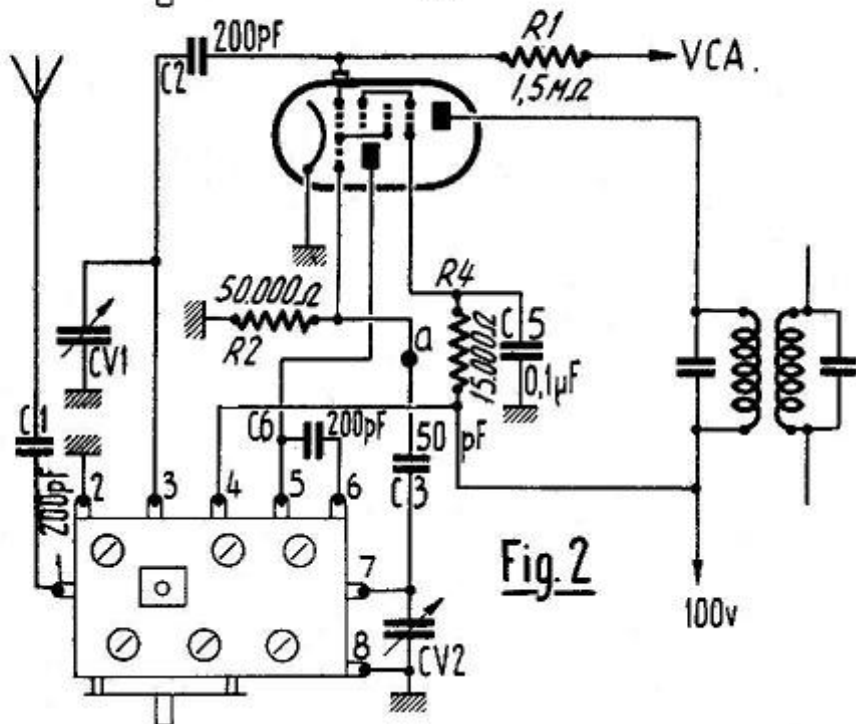 200pF
C2
R1
1,5MΩ
VCA.
50.000Ω
R2
CV1
a
R4
15.000Ω
C5
0,1µF
C1
200pF
C6
200pF
50 pF
C3
2
3
4
5
6
7
8
CV2
Fig. 2
100v